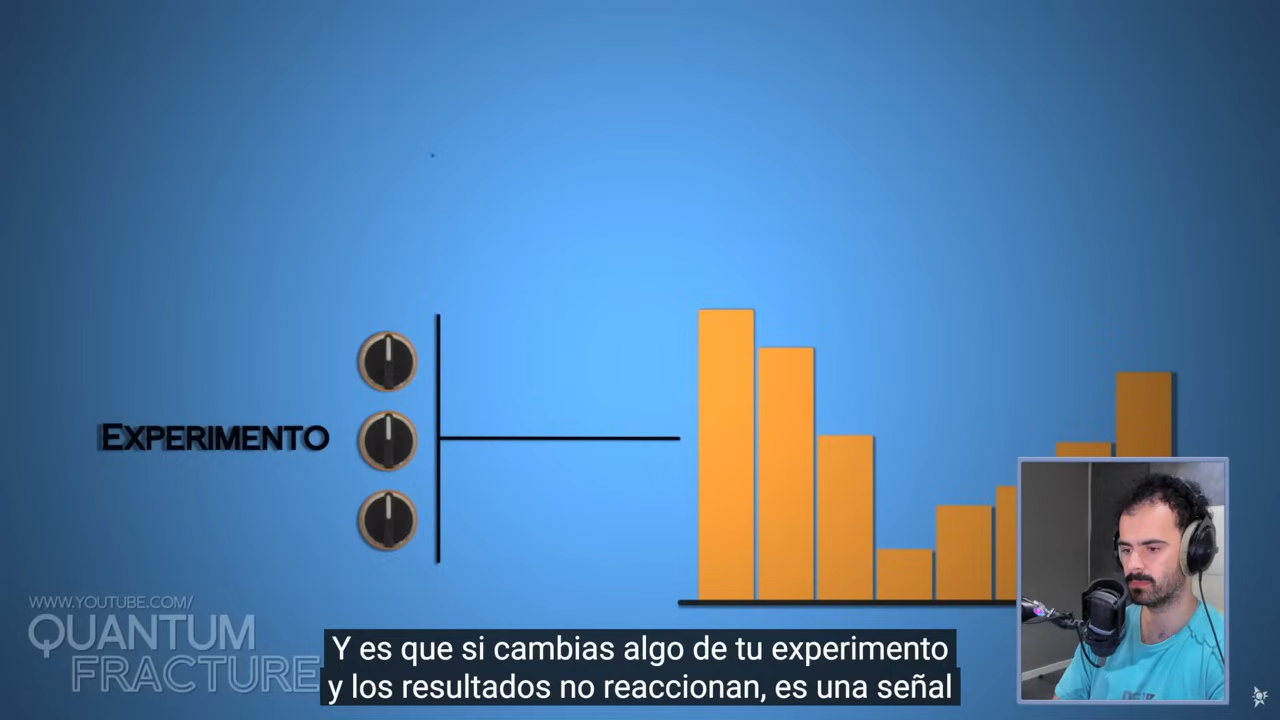 EXPERIMENTO
WWW.YOUTUBE.COM/
QUANTUM
FRACTURE
Y es que si cambias algo de tu experimento
y los resultados no reaccionan, es una señal